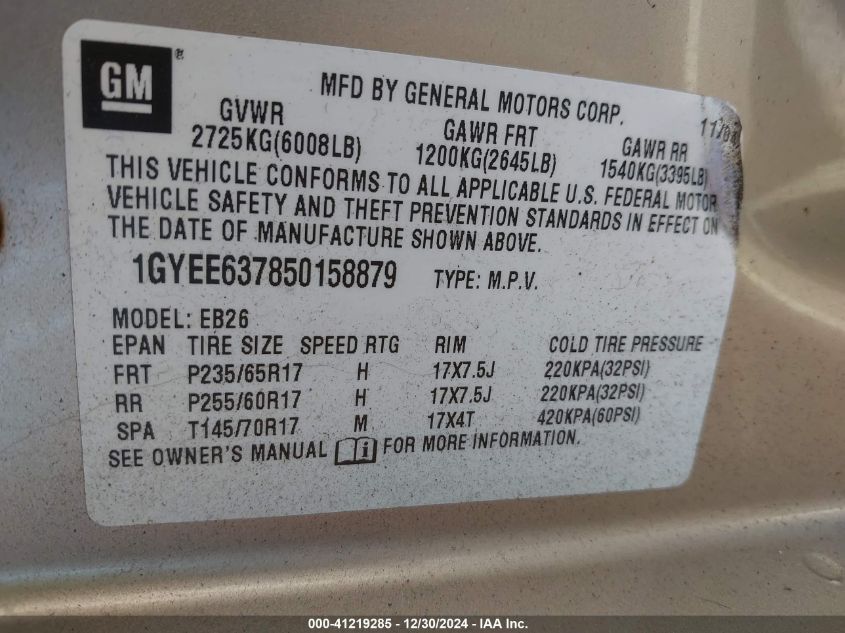 GM®
MFD BY GENERAL MOTORS CORP.
GVWR GAWR FRT GAWR RR
2725KG(6008LB) 1200KG(2645LB) 1540KG(3395LB)
THIS VEHICLE CONFORMS TO ALL APPLICABLE U.S. FEDERAL MOTOR
VEHICLE SAFETY AND THEFT PREVENTION STANDARDS IN EFFECT ON
THE DATE OF MANUFACTURE SHOWN ABOVE.
1GYEE637850158879 TYPE: M.P.V.
MODEL: EB26
EPAN TIRE SIZE SPEED RTG RIM COLD TIRE PRESSURE
FRT P235/65R17 H 17X7.5J 220KPA(32PSI)
RR P255/60R17 H 17X7.5J 220KPA(32PSI)
SPA T145/70R17 M 17X4T 420KPA(60PSI)
SEE OWNER'S MANUAL i FOR MORE INFORMATION.
000-41219285 - 12/30/2024 - IAA Inc.